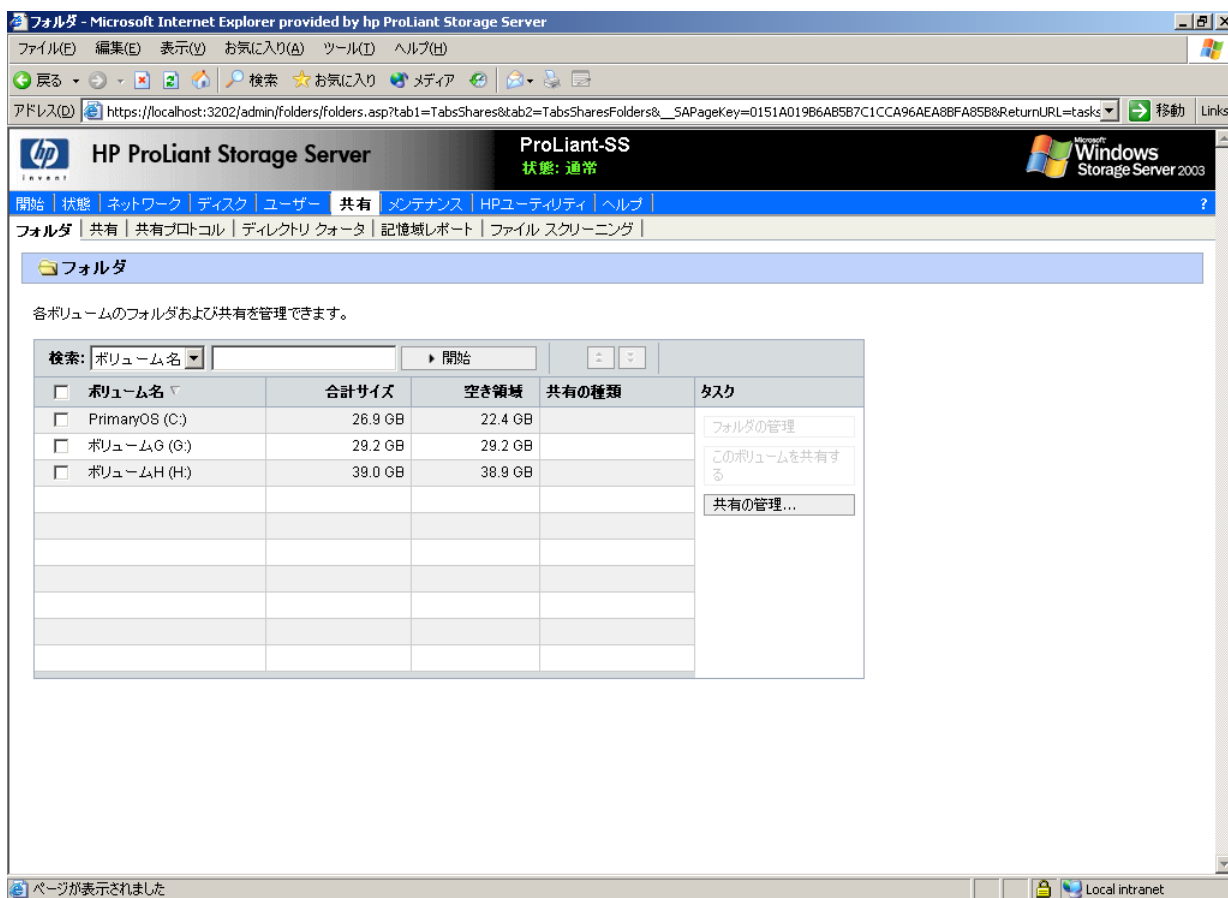 フォルダ - Microsoft Internet Explorer provided by hp ProLiant Storage Server
ファイル(F) 編集(E) 表示(V) お気に入り(A) ツール(T) ヘルプ(H)
戻る 検索 お気に入り メディア
アドレス(D) https://localhost:3202/admin/folders/folders.asp?tab1=TabsShares&tab2=TabsSharesFolders&__SAPageKey=0151A019B6AB5B7C1CCA96AEA8BFA85B8&ReturnURL=tasks 移動 Links
hp invent HP ProLiant Storage Server ProLiant-SS Microsoft Windows
状態: 通常 Storage Server 2003
開始 状態 ネットワーク ディスク ユーザー 共有 メンテナンス HPユーティリティ ヘルプ ?
フォルダ 共有 共有プロトコル ディレクトリ クォータ 記憶域レポート ファイル スクリーニング
フォルダ
各ボリュームのフォルダおよび共有を管理できます。
検索: ボリューム名 開始
ボリューム名 合計サイズ 空き領域 共有の種類 タスク
PrimaryOS (C:) 26.9 GB 22.4 GB
ボリュームG (G:) 29.2 GB 29.2 GB
ボリュームH (H:) 39.0 GB 38.9 GB
フォルダの管理
このボリュームを共有す
る
共有の管理...
ページが表示されました Local intranet